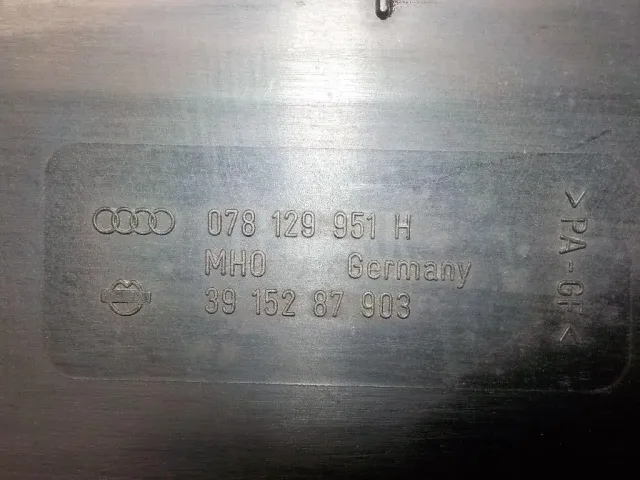 078 129 951 H
MHO Germany
39 152 87 903
>PA-GF<